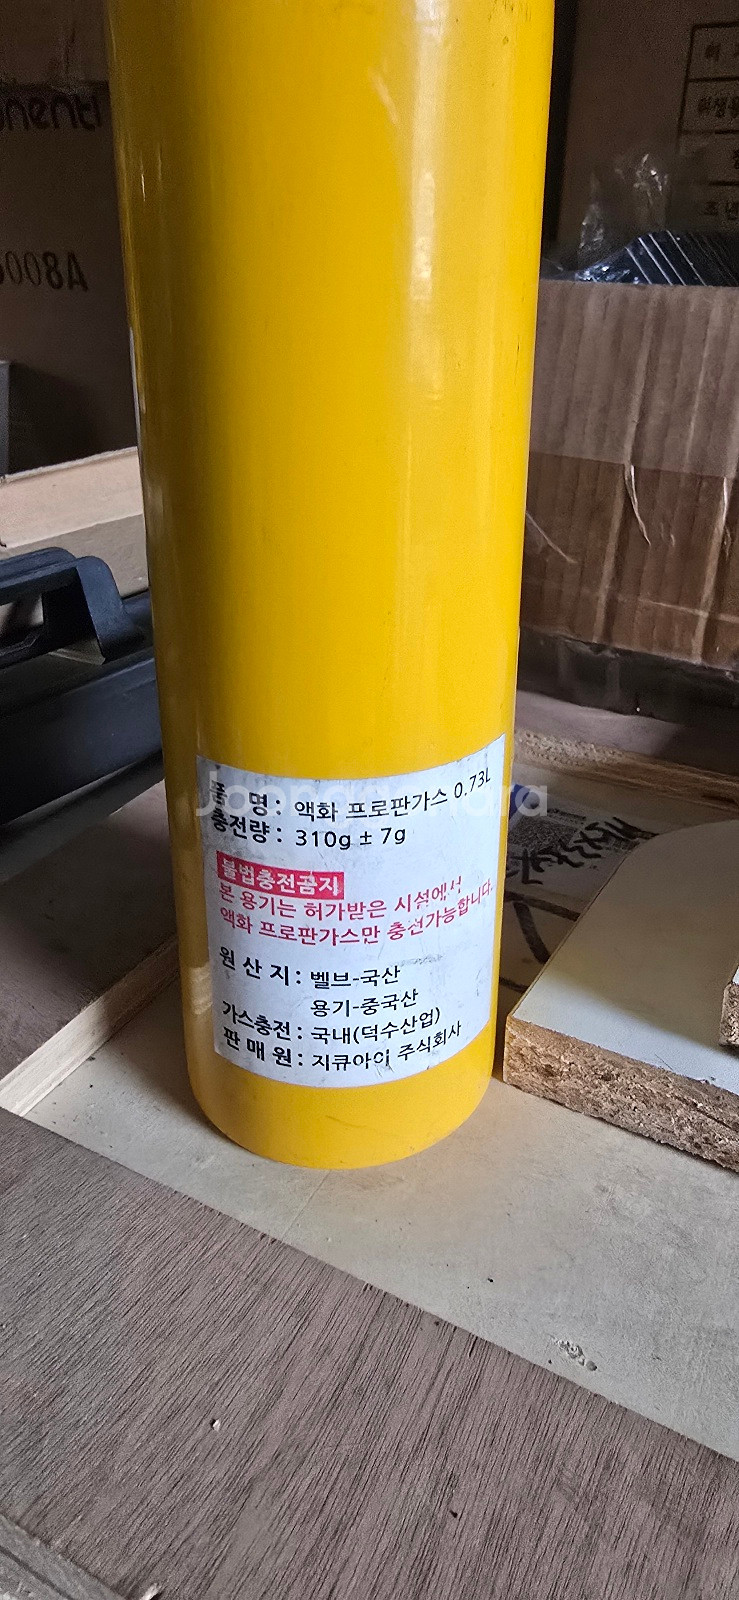 5008A
품 명 : 액화 프로판가스 0.73L
충전량 : 310g ± 7g
불법충전금지
본 용기는 허가받은 시설에서
액화 프로판가스만 충전가능합니다.
원 산 지 : 벨브-국산
용기-중국산
가스충전 : 국내(덕수산업)
판 매 원 : 지큐아이 주식회사
Joonggonara